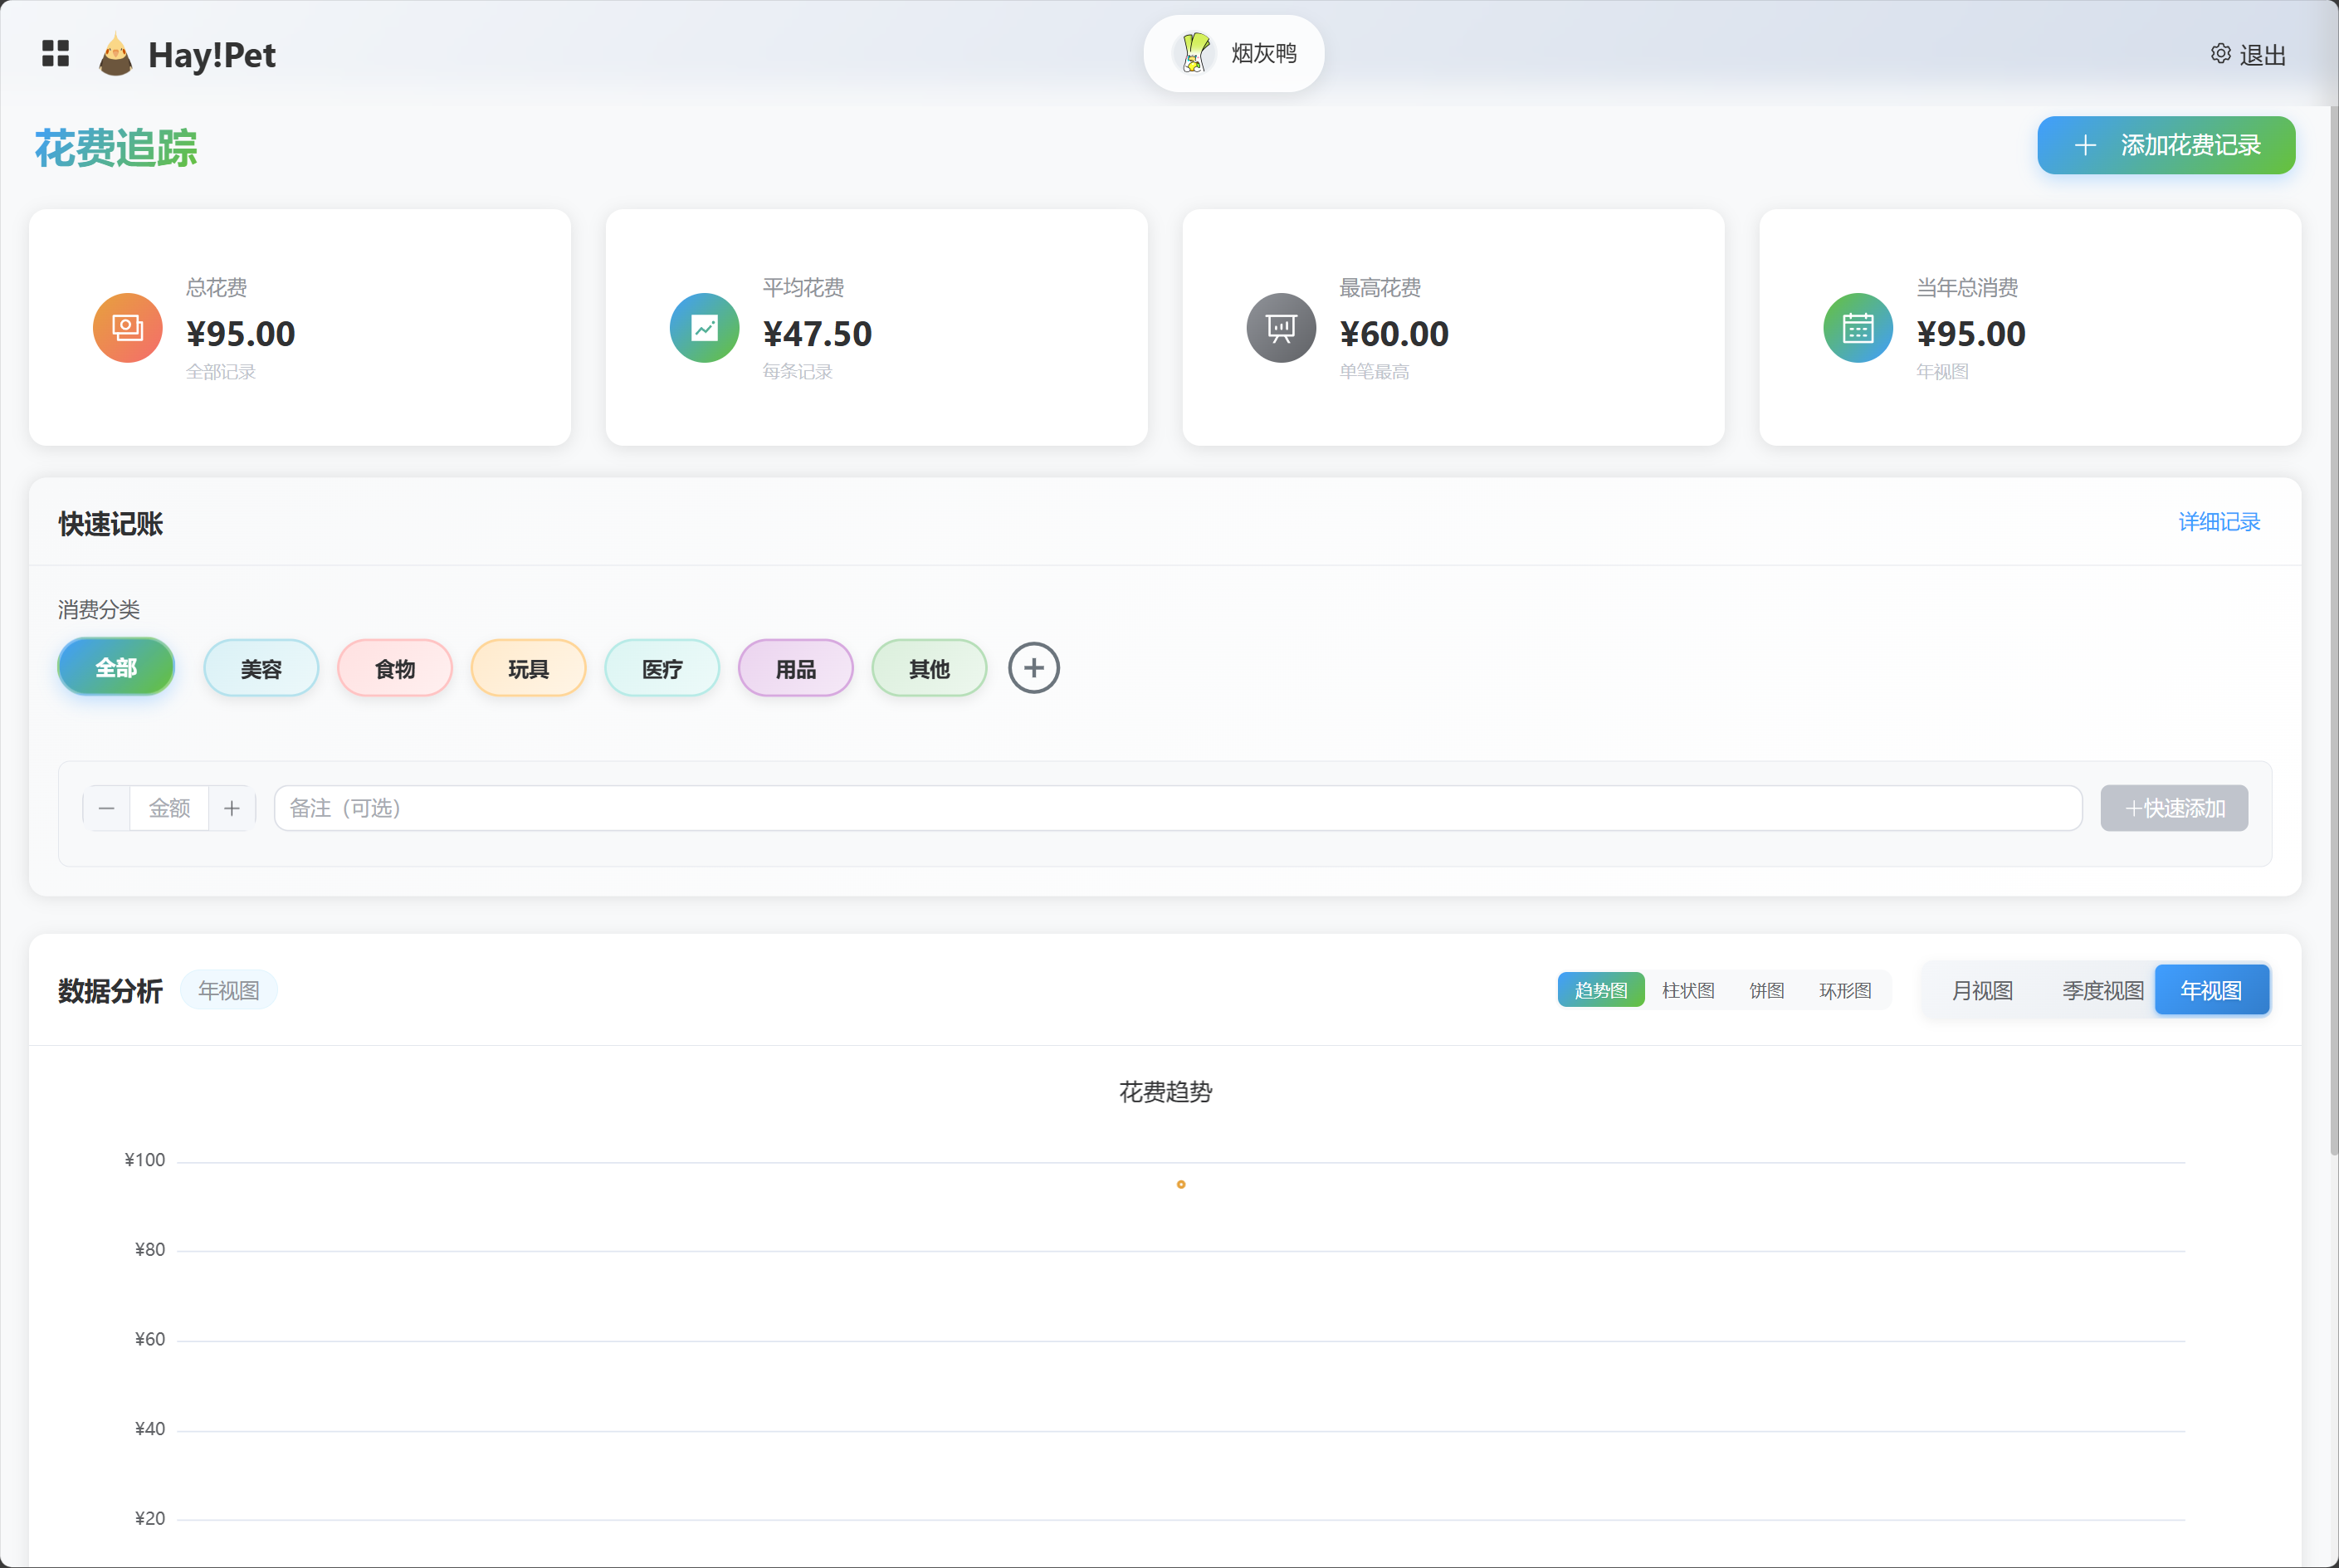 Hay!Pet
烟灰鸭
退出
花费追踪
添加花费记录
总花费
¥95.00
全部记录
平均花费
¥47.50
每条记录
最高花费
¥60.00
单笔最高
当年总消费
¥95.00
年视图
快速记账
详细记录
消费分类
全部
美容
食物
玩具
医疗
用品
其他
金额
备注（可选）
快速添加
数据分析
年视图
趋势图
柱状图
饼图
环形图
月视图
季度视图
年视图
花费趋势
¥100
¥80
¥60
¥40
¥20